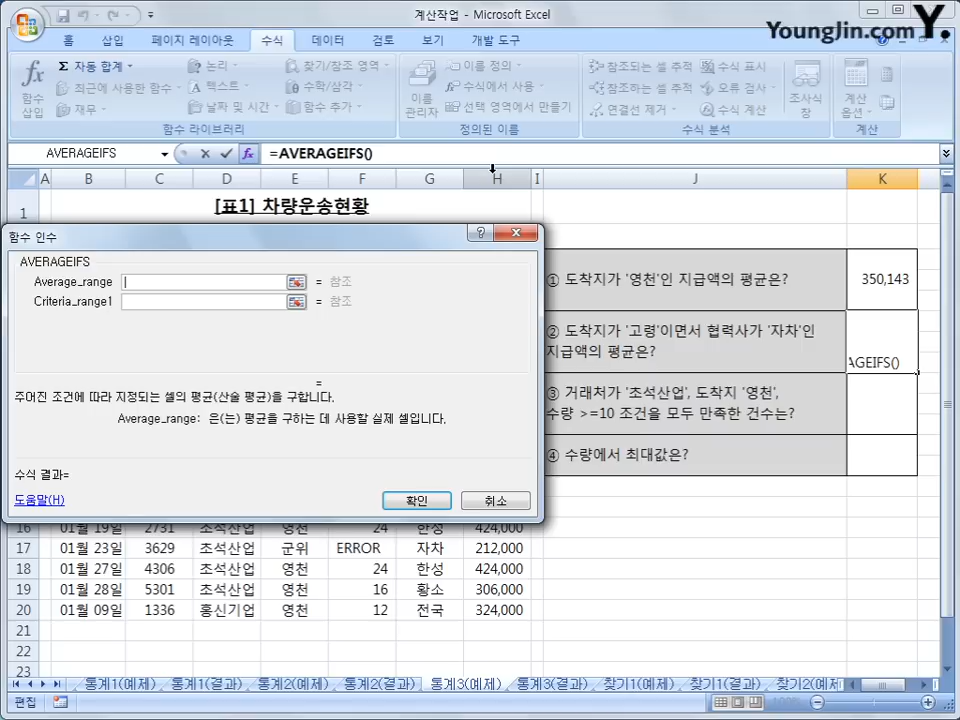 계산작업 - Microsoft Excel
YoungJin.com Y.
홈 삽입 페이지 레이아웃 수식 데이터 검토 보기 개발 도구
fx 함수 삽입
Σ 자동 합계
최근에 사용한 함수
재무
논리
텍스트
날짜 및 시간
찾기/참조 영역
수학/삼각
함수 추가
함수 라이브러리
이름 관리자
이름 정의
수식에서 사용
선택 영역에서 만들기
정의된 이름
참조되는 셀 추적
참조하는 셀 추적
연결선 제거
수식 표시
오류 검사
수식 계산
조사식 창
수식 분석
계산 옵션
계산
AVERAGEIFS fx =AVERAGEIFS()
A B C D E F G H I J K
1 [표1] 차량운송현황
함수 인수
AVERAGEIFS
Average_range = 참조
Criteria_range1 = 참조
=
주어진 조건에 따라 지정되는 셀의 평균(산술 평균)을 구합니다.
Average_range: 은(는) 평균을 구하는 데 사용할 실제 셀입니다.
수식 결과=
도움말(H) 확인 취소
① 도착지가 '영천'인 지급액의 평균은? 350,143
② 도착지가 '고령'이면서 협력사가 '자차'인
지급액의 평균은? AGEIFS()
③ 거래처가 '초석산업', 도착지 '영천',
수량 >=10 조건을 모두 만족한 건수는?
④ 수량에서 최대값은?
16 01월 19일 2731 초석산업 영천 24 한성 424,000
17 01월 23일 3629 초석산업 군위 ERROR 자차 212,000
18 01월 27일 4306 초석산업 영천 24 한성 424,000
19 01월 28일 5301 초석산업 영천 16 황소 306,000
20 01월 09일 1336 홍신기업 영천 12 전국 324,000
21
22
23
통계1(예제) 통계1(결과) 통계2(예제) 통계2(결과) 통계3(예제) 통계3(결과) 찾기1(예제) 찾기1(결과) 찾기2(예제
편집 100%